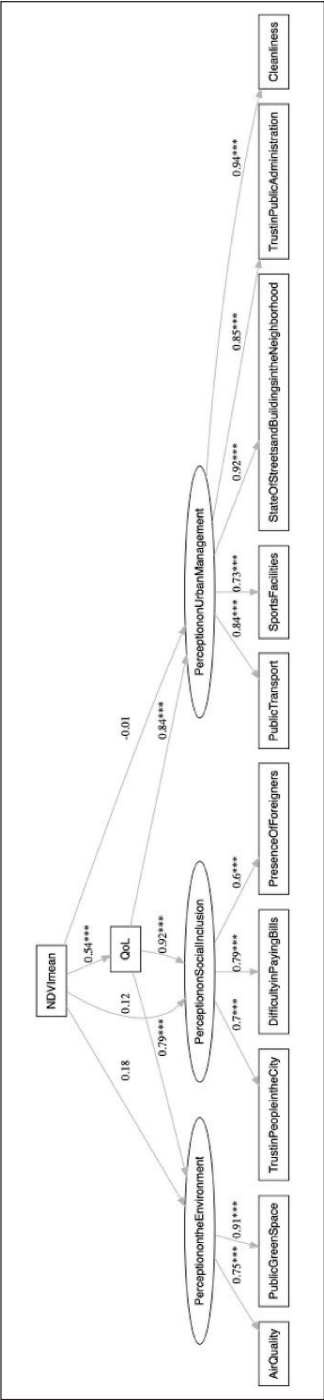 NDVImean
0.54***
QoL
0.18
0.12
-0.01
0.79***
0.92***
0.84***
PerceptionontheEnvironment
PerceptiononSocialInclusion
PerceptiononUrbanManagement
0.75***
0.91***
0.7***
0.79***
0.6***
0.84***
0.73***
0.92***
0.85***
0.94***
AirQuality
PublicGreenSpace
TrustinPeopleintheCity
DifficultyinPayingBills
PresenceOfForeigners
PublicTransport
SportsFacilities
StateOfStreetsandBuildingsintheNeighborhood
TrustinPublicAdministration
Cleanliness